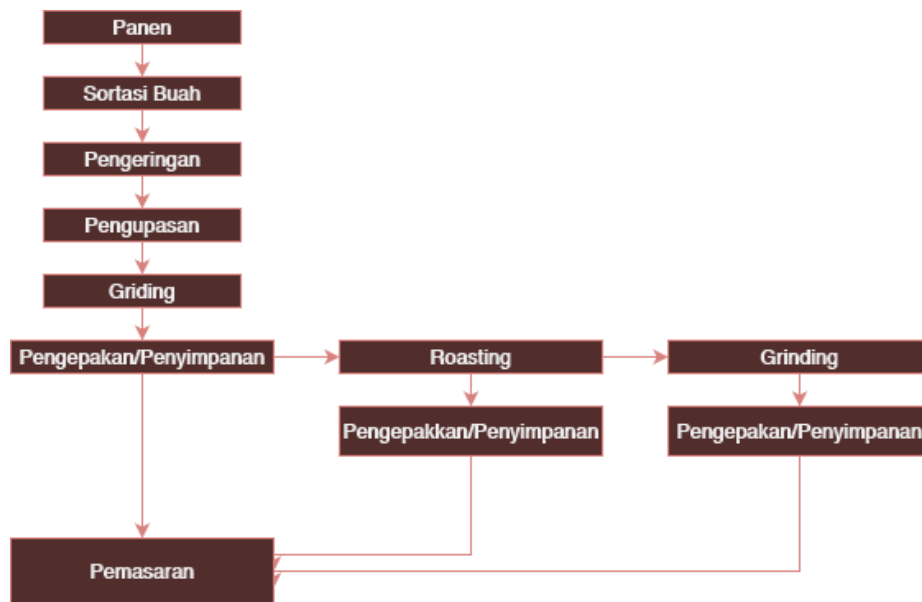 Panen
Sortasi Buah
Pengeringan
Pengupasan
Griding
Pengepakan/Penyimpanan
Roasting
Grinding
Pengepakkan/Penyimpanan
Pengepakan/Penyimpanan
Pemasaran